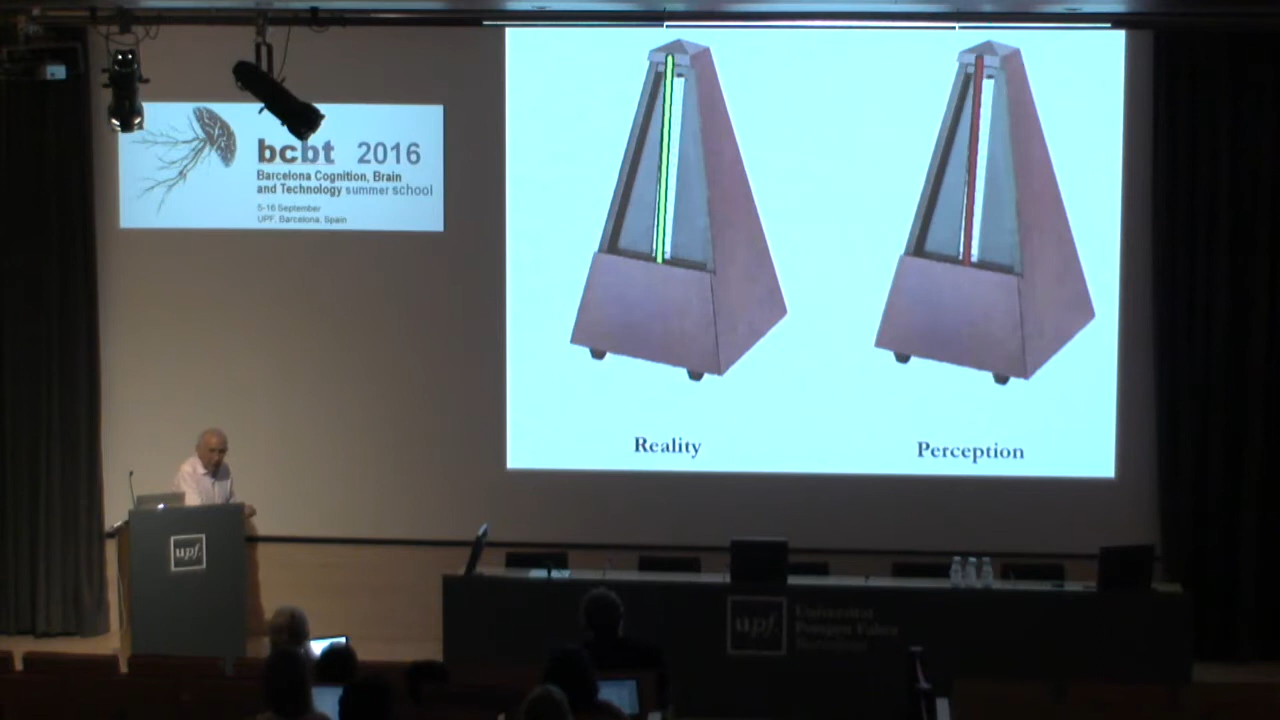 bcbt 2016
Barcelona Cognition, Brain
and Technology summer school
5-16 September
UPF, Barcelona, Spain
Reality
Perception
upf.
upf.
Universitat
Pompeu Fabra
Barcelona